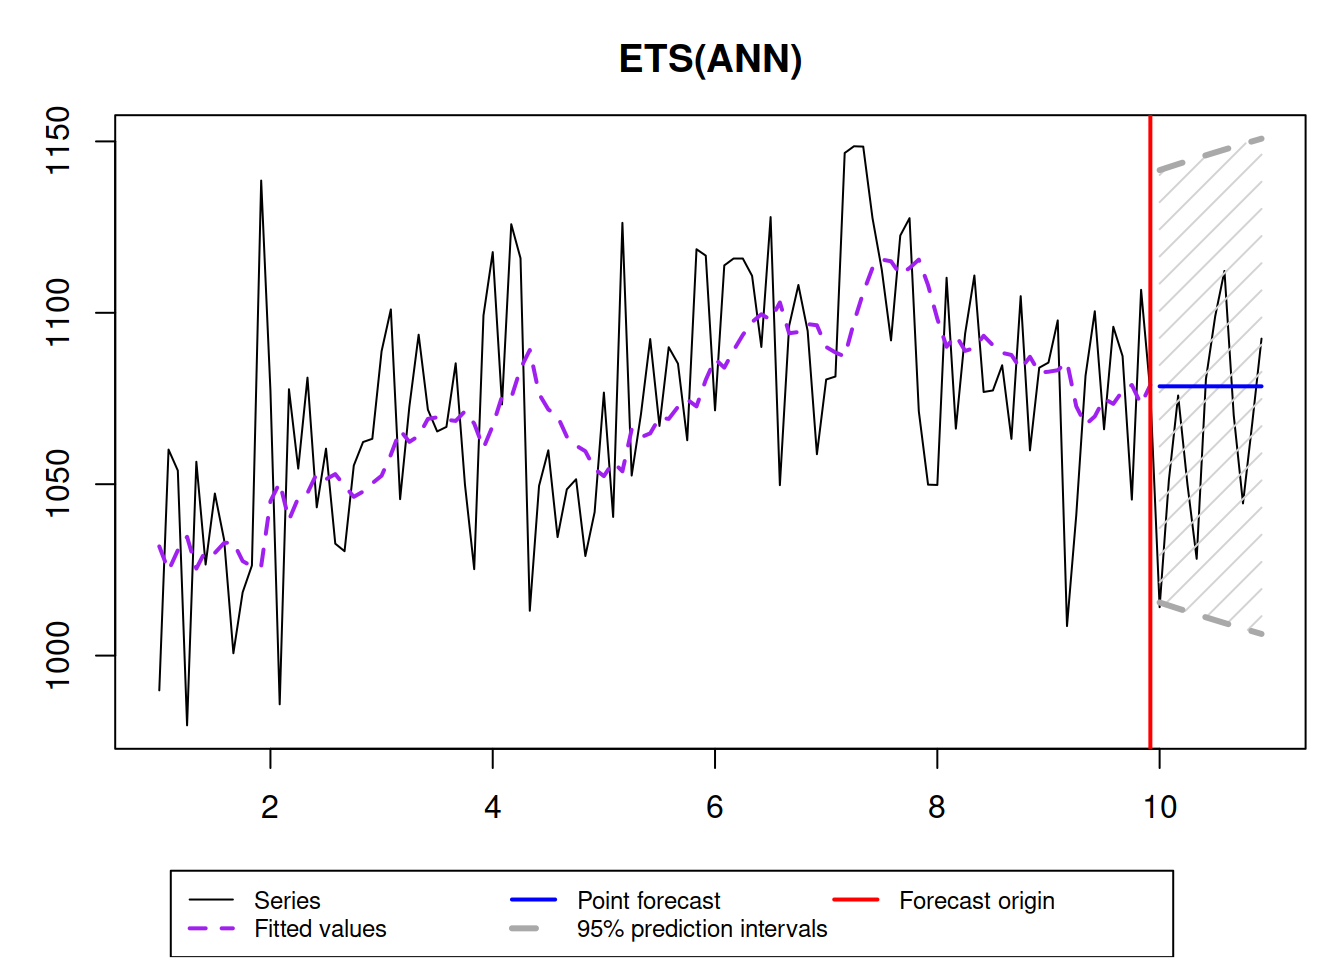 ETS(ANN)
1150
1100
1050
1000
2 4 6 8 10
Series Point forecast Forecast origin
Fitted values 95% prediction intervals